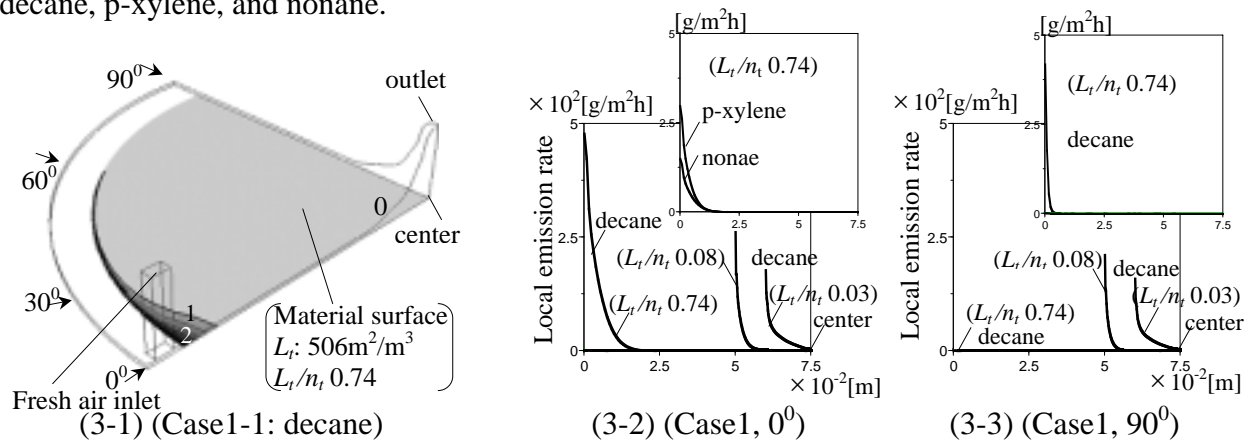 decane, p-xylene, and nonane.
90⁰
60⁰
30⁰
0⁰
outlet
center
0
1
2
Material surface
Lₜ: 506m²/m³
Lₜ/nₜ 0.74
Fresh air inlet
(3-1) (Case1-1: decane)
[g/m²h]
5
2.5
0
0
2.5
5
7.5
(Lₜ/nₜ 0.74)
p-xylene
nonae
×10²[g/m²h]
Local emission rate
5
2.5
0
0
2.5
5
7.5
decane
(Lₜ/nₜ 0.08)
decane
(Lₜ/nₜ 0.74)
(Lₜ/nₜ 0.03)
center
×10⁻²[m]
(3-2) (Case1, 0⁰)
[g/m²h]
5
2.5
0
0
2.5
5
7.5
(Lₜ/nₜ 0.74)
decane
×10²[g/m²h]
Local emission rate
5
2.5
0
0
2.5
5
7.5
(Lₜ/nₜ 0.08)
decane
(Lₜ/nₜ 0.03)
(Lₜ/nₜ 0.74)
decane
center
×10⁻²[m]
(3-3) (Case1, 90⁰)